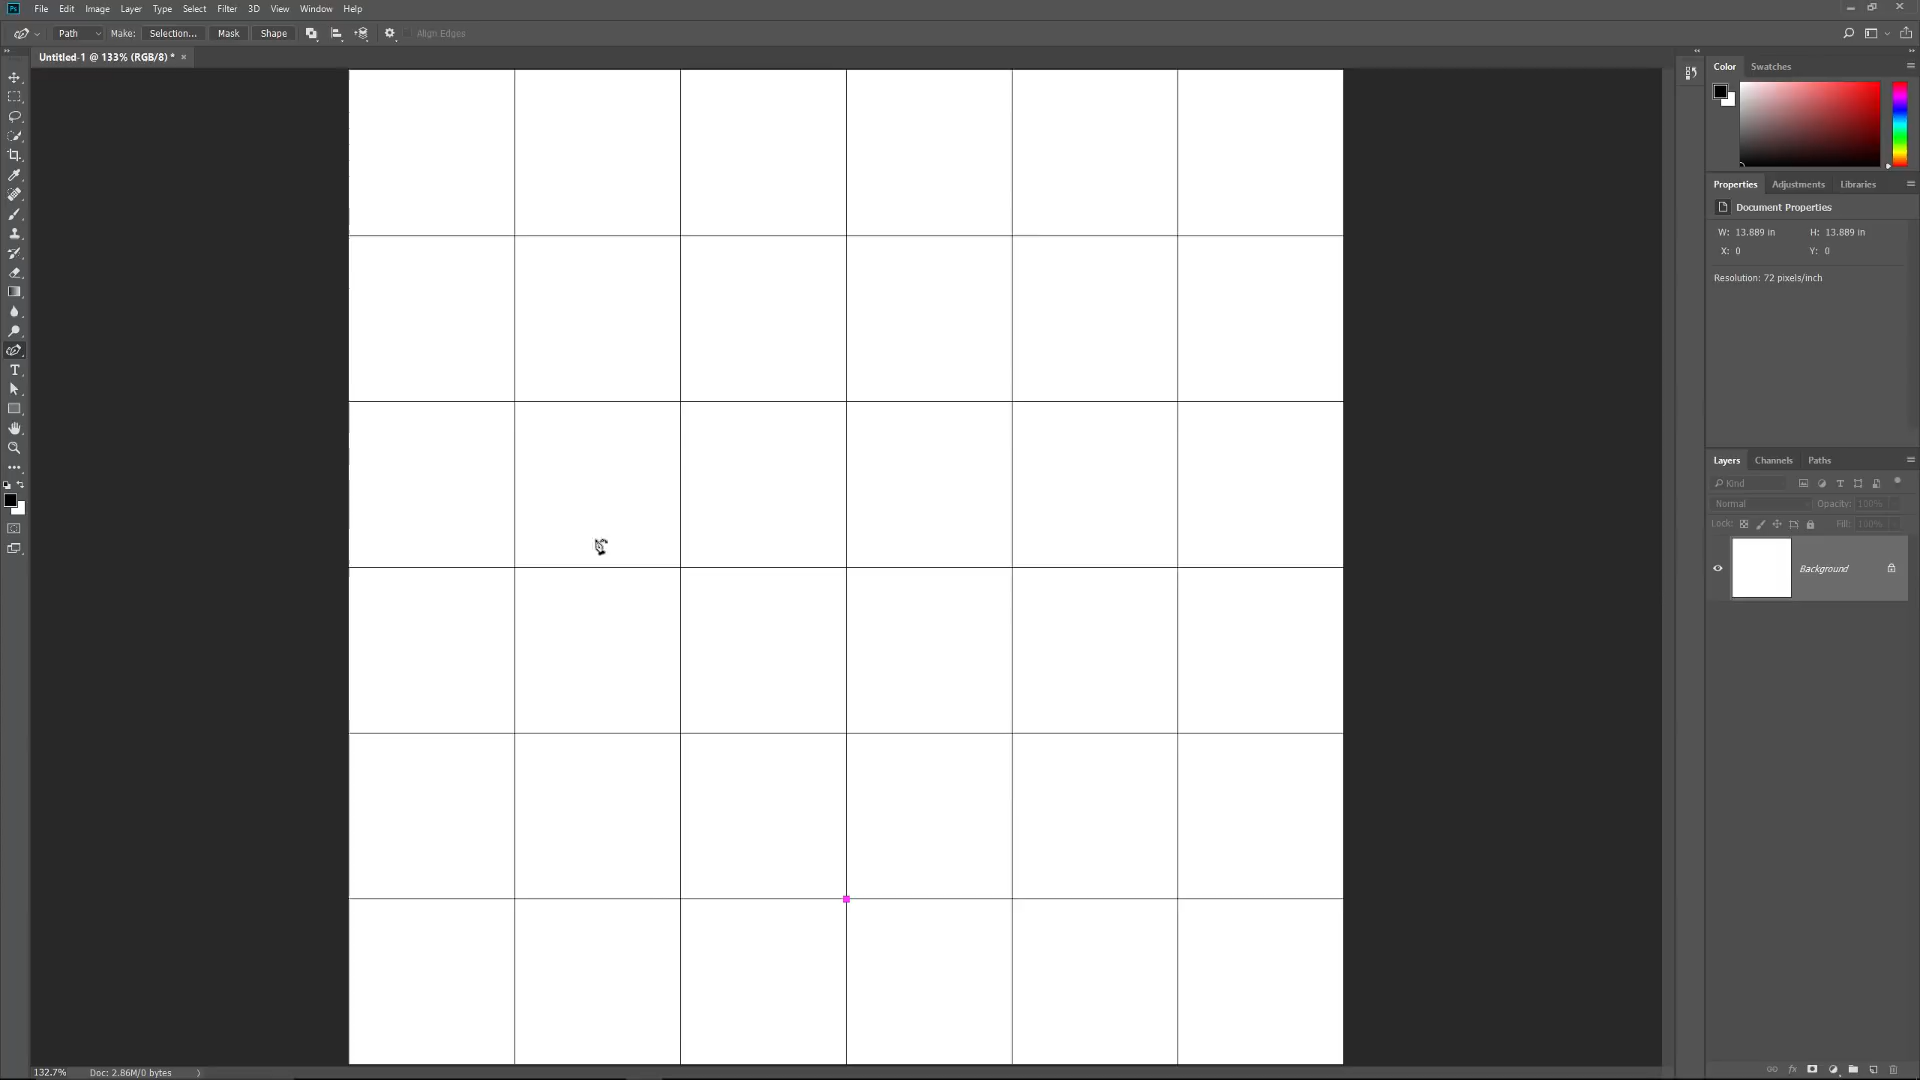 Ps File Edit Image Layer Type Select Filter 3D View Window Help
Path Make: Selection... Mask Shape Align Edges
Untitled-1 @ 133% (RGB/8) * ×
Color Swatches
Properties Adjustments Libraries
Document Properties
W: 13.889 in H: 13.889 in
X: 0 Y: 0
Resolution: 72 pixels/inch
Layers Channels Paths
Kind
Normal Opacity: 100%
Lock: Fill: 100%
Background
132.7% Doc: 2.86M/0 bytes